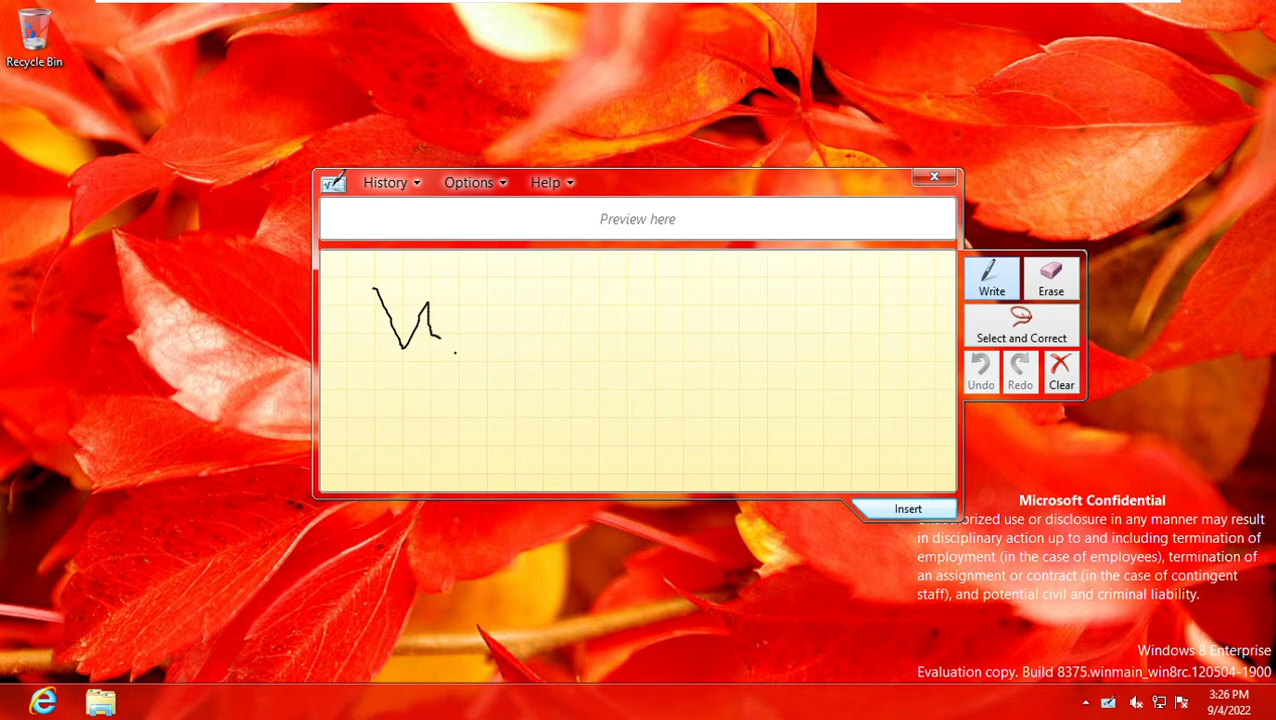 Recycle Bin
History
Options
Help
Preview here
Write
Erase
Select and Correct
Undo
Redo
Clear
Insert
Microsoft Confidential
Unauthorized use or disclosure in any manner may result
in disciplinary action up to and including termination of
employment (in the case of employees), termination of
an assignment or contract (in the case of contingent
staff), and potential civil and criminal liability.
Windows 8 Enterprise
Evaluation copy. Build 8375.winmain_win8rc.120504-1900
3:26 PM
9/4/2022